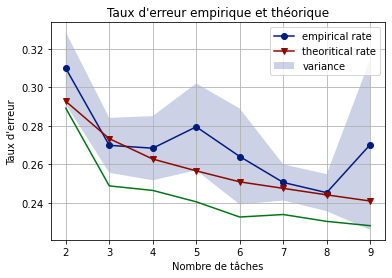 Taux d'erreur empirique et théorique
empirical rate
theoritical rate
variance
Taux d'erreur
0.32
0.30
0.28
0.26
0.24
2 3 4 5 6 7 8 9
Nombre de tâches